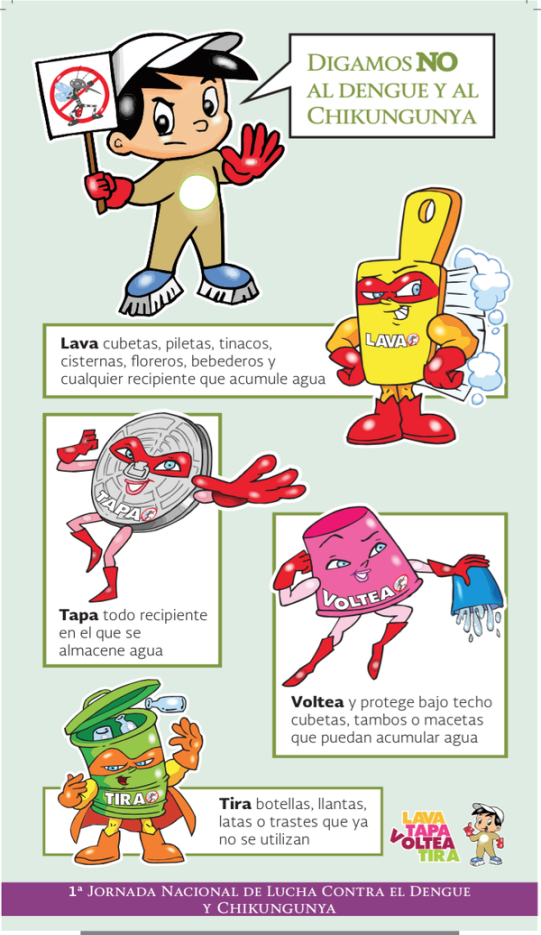 DIGAMOS NO
AL DENGUE Y AL
CHIKUNGUNYA
LAVA
Lava cubetas, piletas, tinacos,
cisternas, floreros, bebederos y
cualquier recipiente que acumule agua
TAPA
Tapa todo recipiente
en el que se
almacene agua
VOLTEA
Voltea y protege bajo techo
cubetas, tambos o macetas
que puedan acumular agua
TIRA
Tira botellas, llantas,
latas o trastes que ya
no se utilizan
LAVA
TAPA
VOLTEA
TIRA
1ª JORNADA NACIONAL DE LUCHA CONTRA EL DENGUE
Y CHIKUNGUNYA